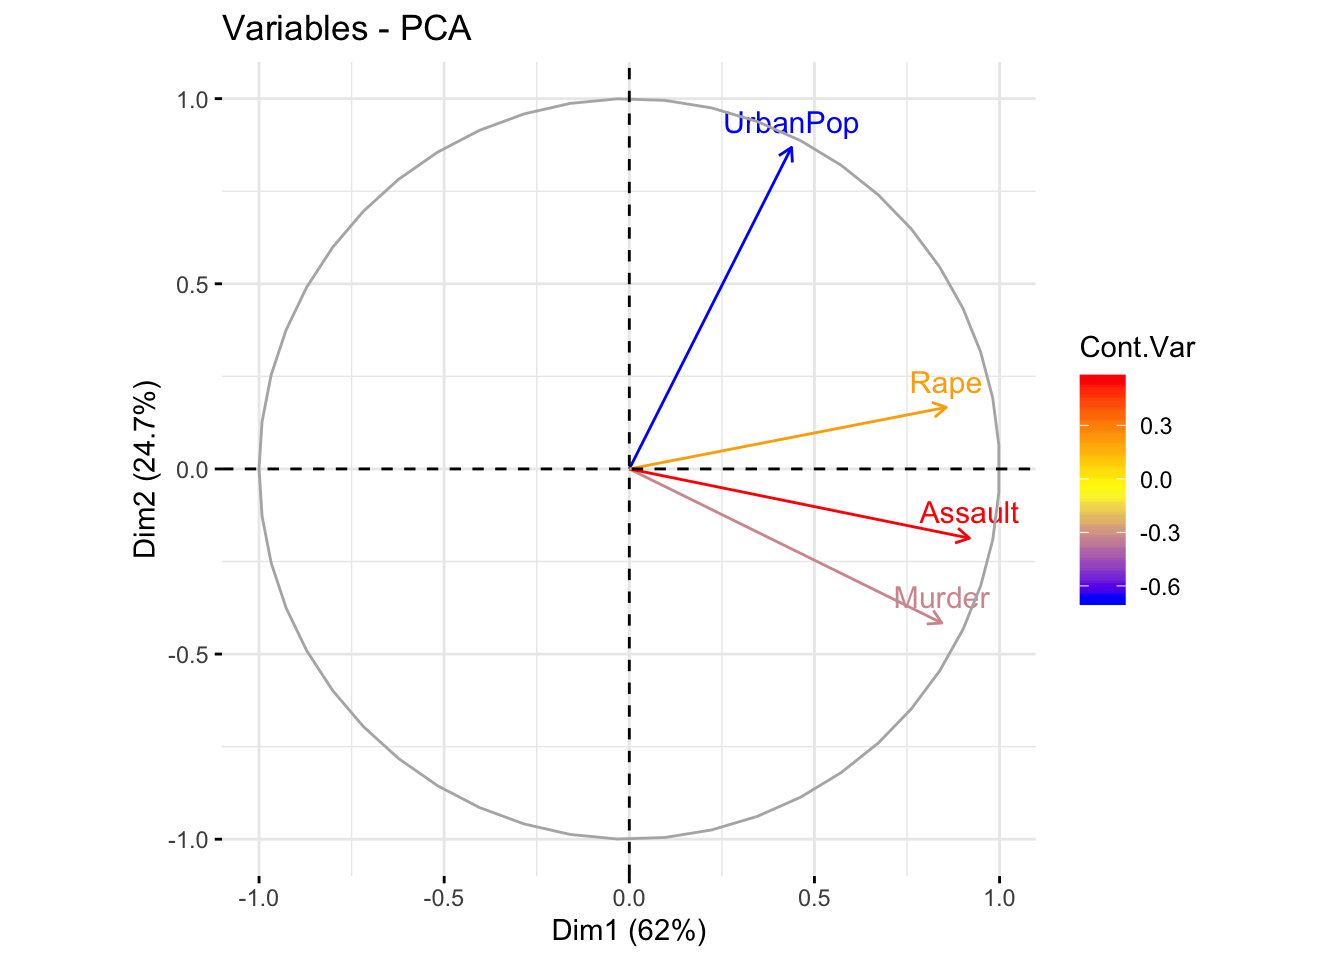 Variables - PCA
1.0
0.5
0.0
-0.5
-1.0
Dim2 (24.7%)
UrbanPop
Rape
Assault
Murder
-1.0
-0.5
0.0
0.5
1.0
Dim1 (62%)
Cont.Var
0.3
0.0
-0.3
-0.6